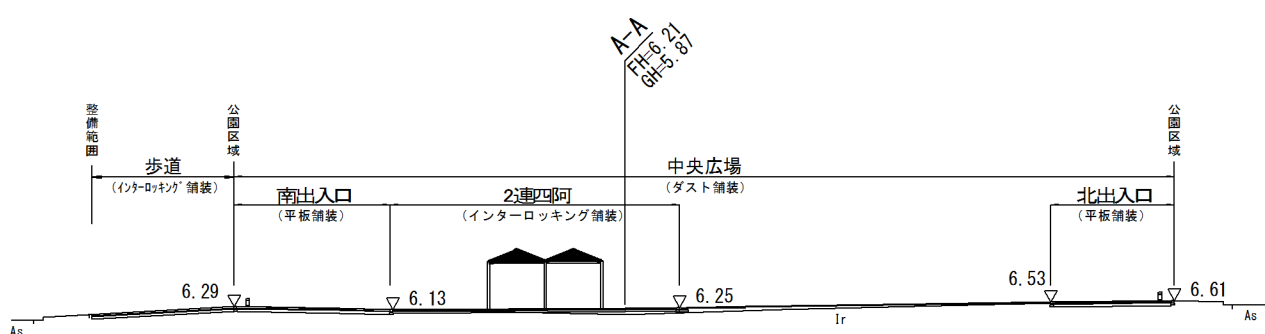 A-A
FH=6.21
GH=5.87
整備範囲
公園区域
公園区域
歩道
(インターロッキング舗装)
中央広場
(ダスト舗装)
南出入口
(平板舗装)
2連四阿
(インターロッキング舗装)
北出入口
(平板舗装)
6.29
6.13
6.25
6.53
6.61
As
Ir
As